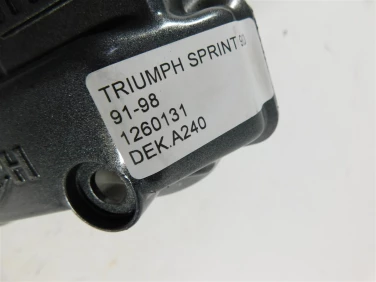 TRIUMPH SPRINT
91-98
1260131
DEK.A240